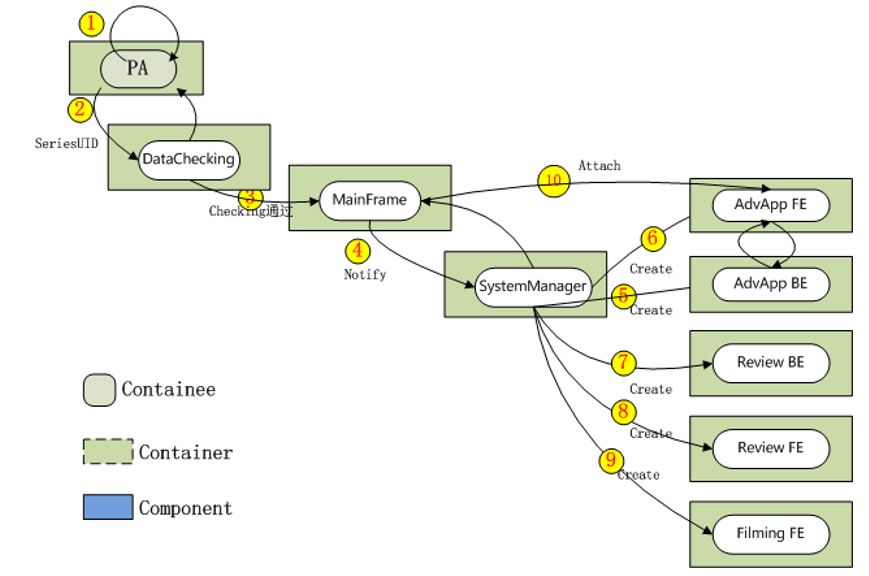 1
PA
2
SeriesUID
DataChecking
3
Checking通过
MainFrame
10
Attach
AdvApp FE
4
Notify
6
Create
SystemManager
5
Create
AdvApp BE
7
Create
Review BE
8
Create
Review FE
9
Create
Filming FE
Containee
Container
Component